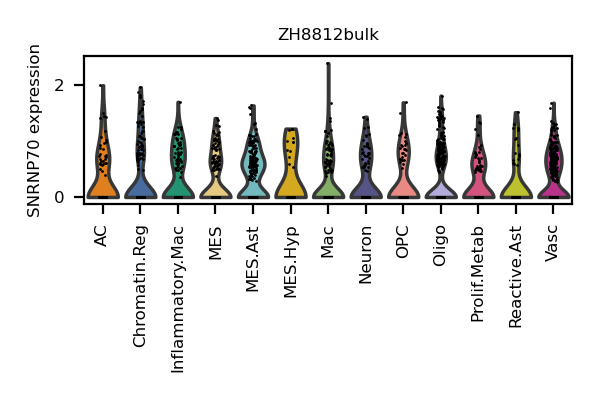 ZH8812bulk
SNRNP70 expression
2
0
AC
Chromatin.Reg
Inflammatory.Mac
MES
MES.Ast
MES.Hyp
Mac
Neuron
OPC
Oligo
Prolif.Metab
Reactive.Ast
Vasc